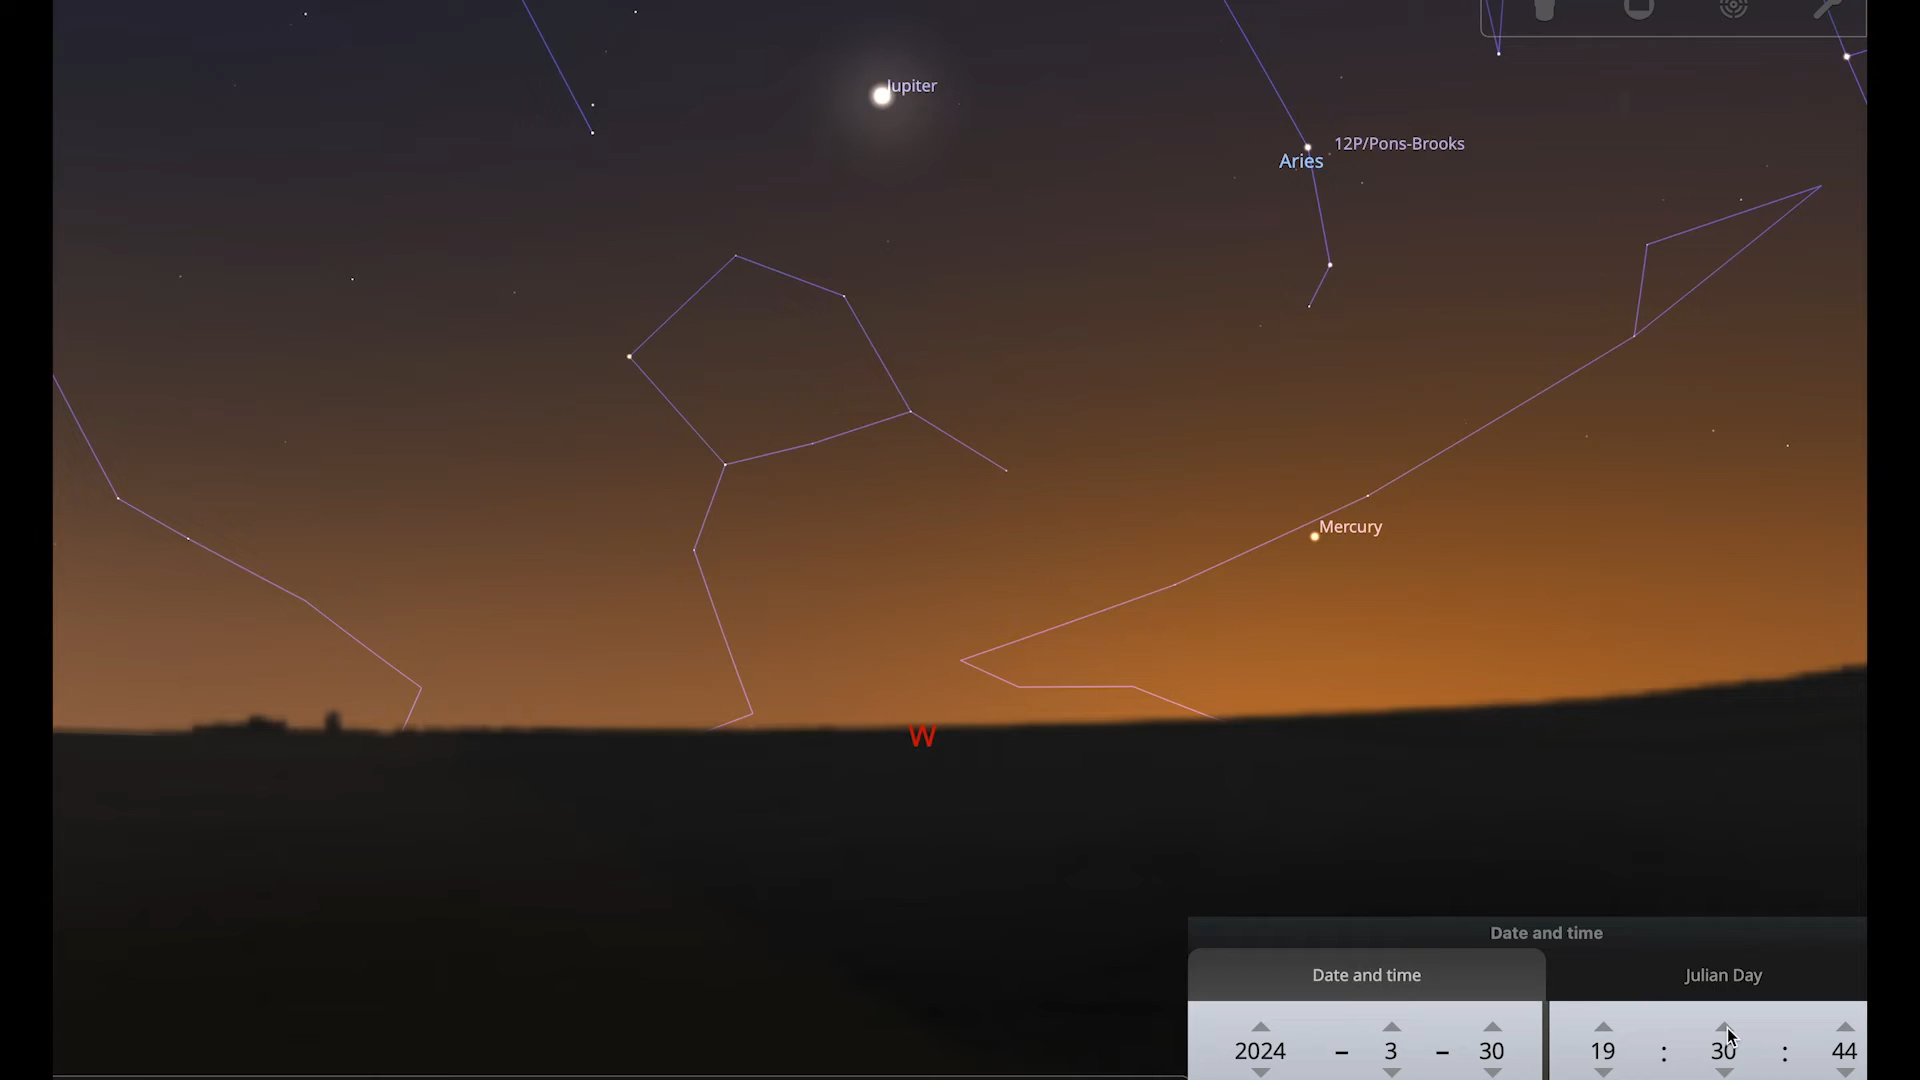 Jupiter
12P/Pons-Brooks
Aries
Mercury
W
Date and time
Date and time
Julian Day
2024 - 3 - 30
19 : 30 : 44